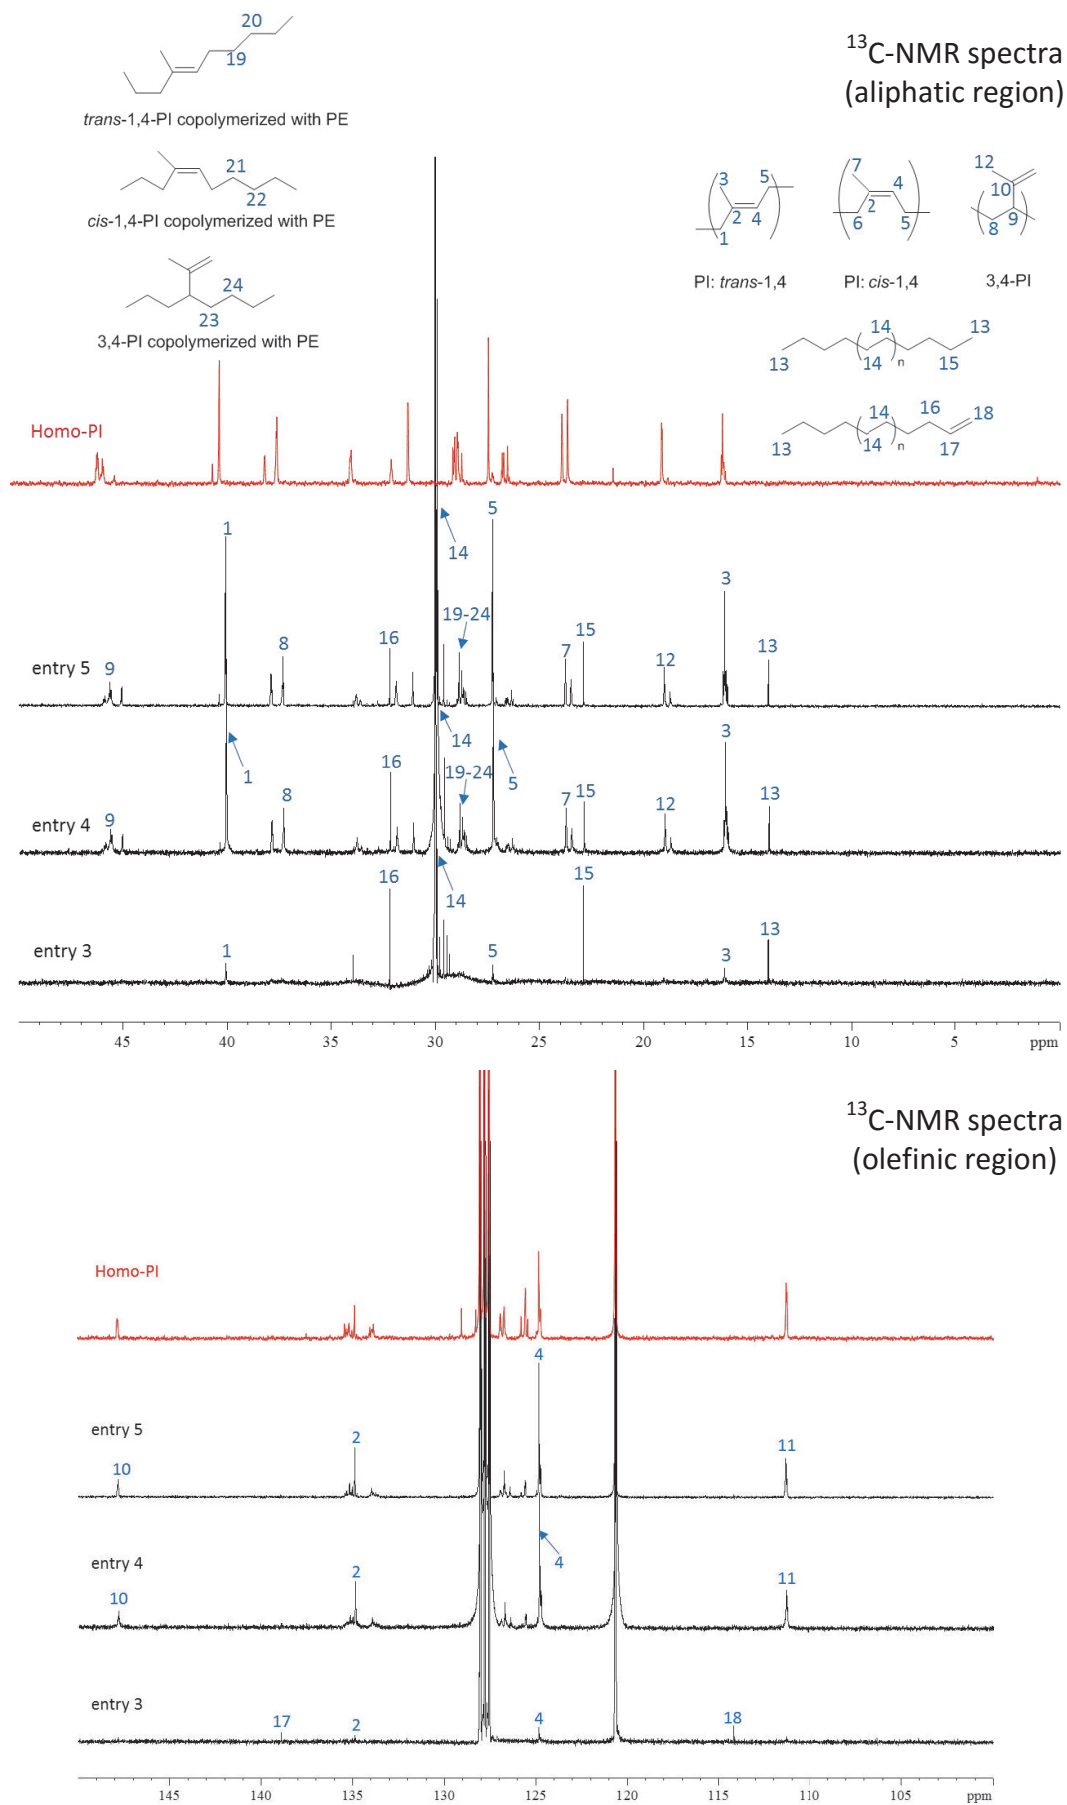 20
19
trans-1,4-PI copolymerized with PE
21
22
cis-1,4-PI copolymerized with PE
24
23
3,4-PI copolymerized with PE
13C-NMR spectra
(aliphatic region)
3 5
2 4
1
PI: trans-1,4
7
4
2
6 5
PI: cis-1,4
12
10
9
8
3,4-PI
14 13
13 14 n 15
14 16 18
13 14 n 17
Homo-PI
entry 5
9 8 1 16 14 19-24 5 7 15 12 3 13
entry 4
9 8 1 16 14 19-24 5 7 15 12 3 13
entry 3
1 16 14 5 15 3 13
45 40 35 30 25 20 15 10 5 ppm
13C-NMR spectra
(olefinic region)
Homo-PI
entry 5
10 2 4 11
entry 4
10 2 4 11
entry 3
17 2 4 18
145 140 135 130 125 120 115 110 105 ppm